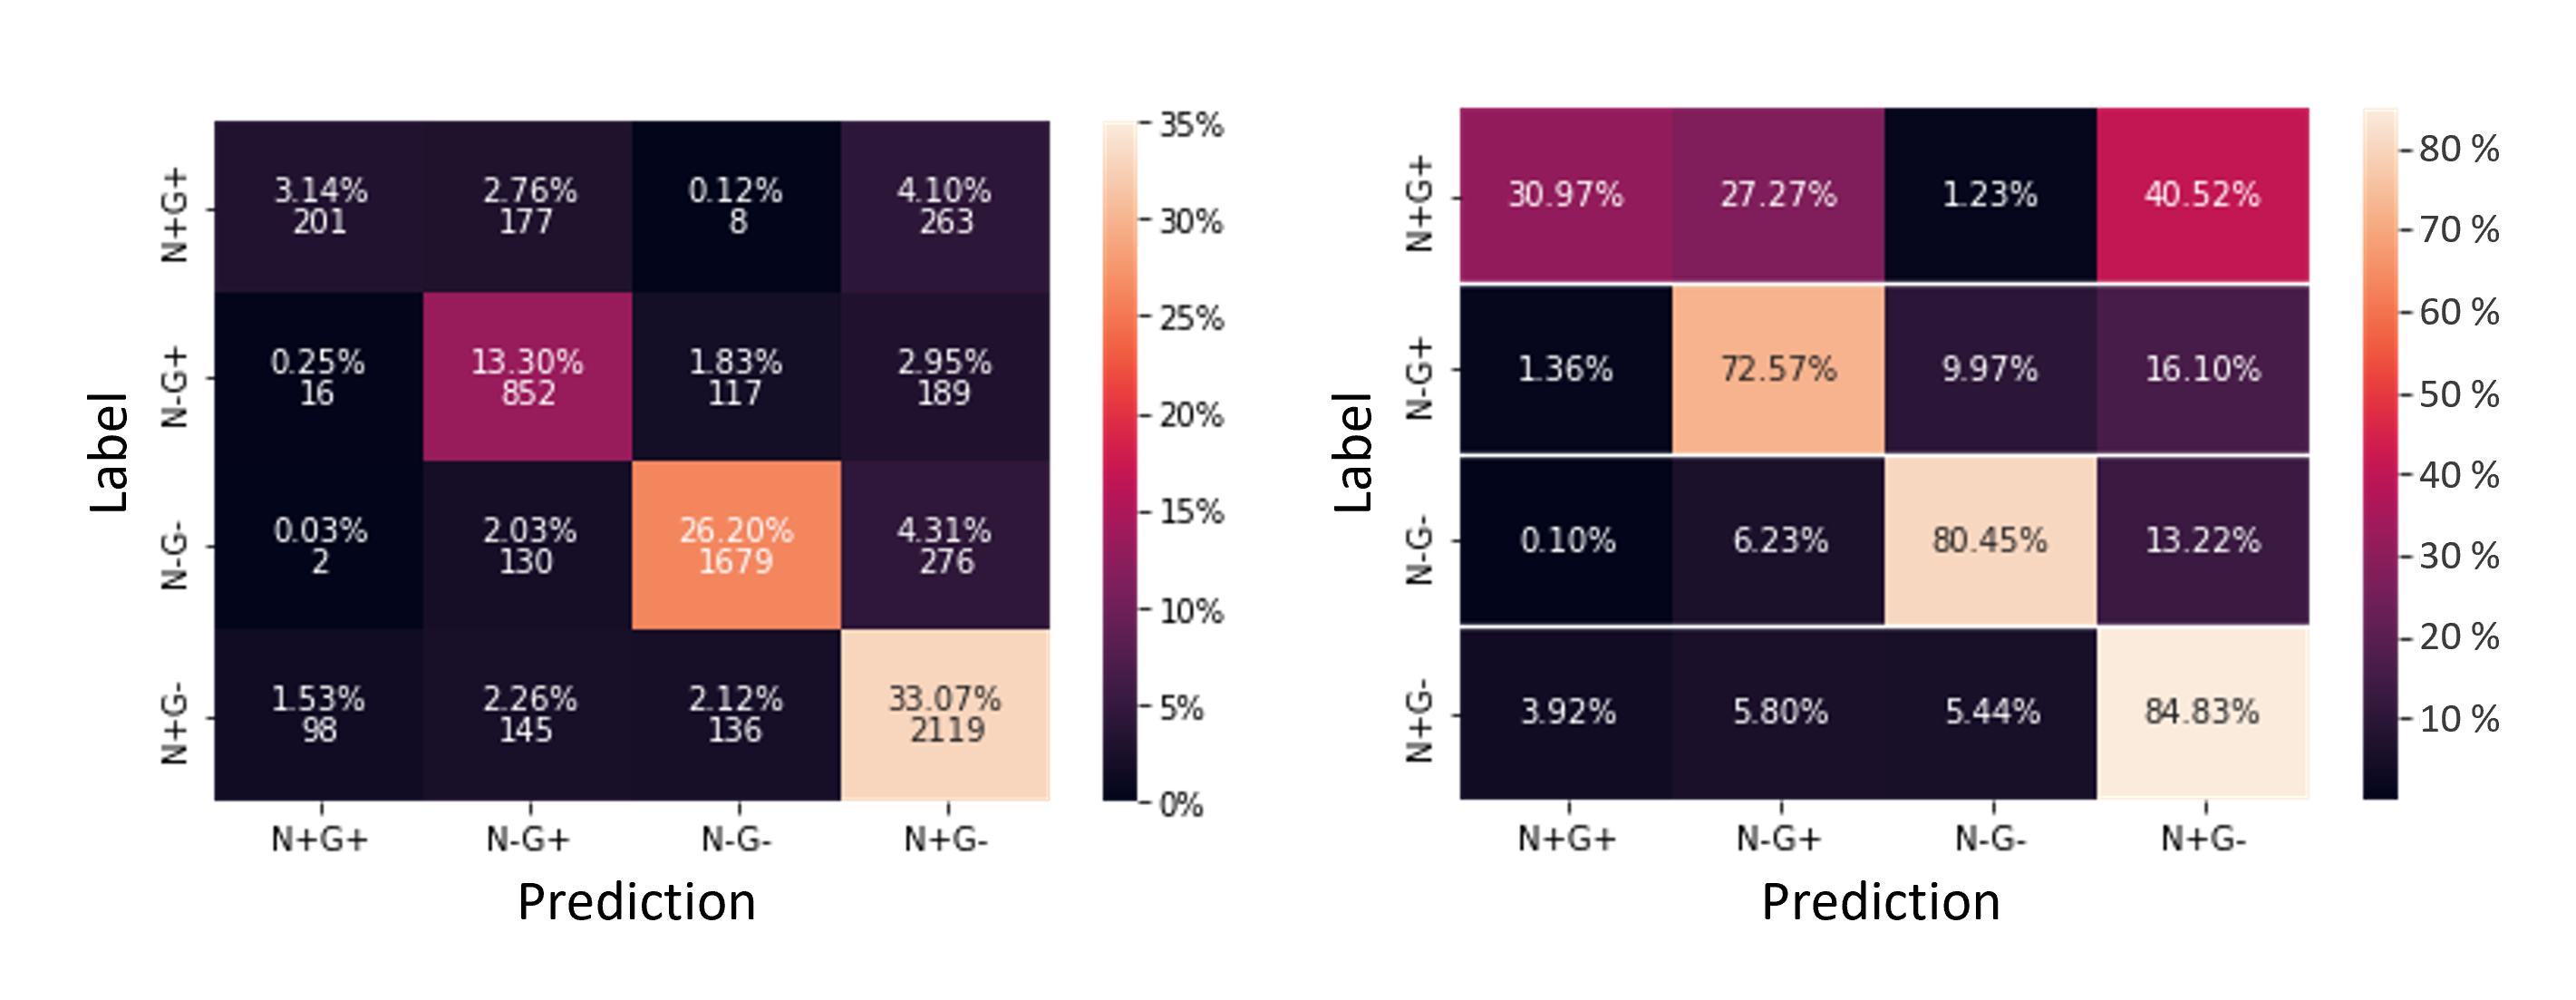 35%
30%
25%
20%
15%
10%
5%
0%
Label
N+G+
3.14% 2.76% 0.12% 4.10%
201 177 8 263
N-G+
0.25% 13.30% 1.83% 2.95%
16 852 117 189
N-G-
0.03% 2.03% 26.20% 4.31%
2 130 1679 276
N+G-
1.53% 2.26% 2.12% 33.07%
98 145 136 2119
N+G+ N-G+ N-G- N+G-
Prediction
Label
N+G+
30.97% 27.27% 1.23% 40.52%
N-G+
1.36% 72.57% 9.97% 16.10%
N-G-
0.10% 6.23% 80.45% 13.22%
N+G-
3.92% 5.80% 5.44% 84.83%
N+G+ N-G+ N-G- N+G-
Prediction
80 %
70 %
60 %
50 %
40 %
30 %
20 %
10 %